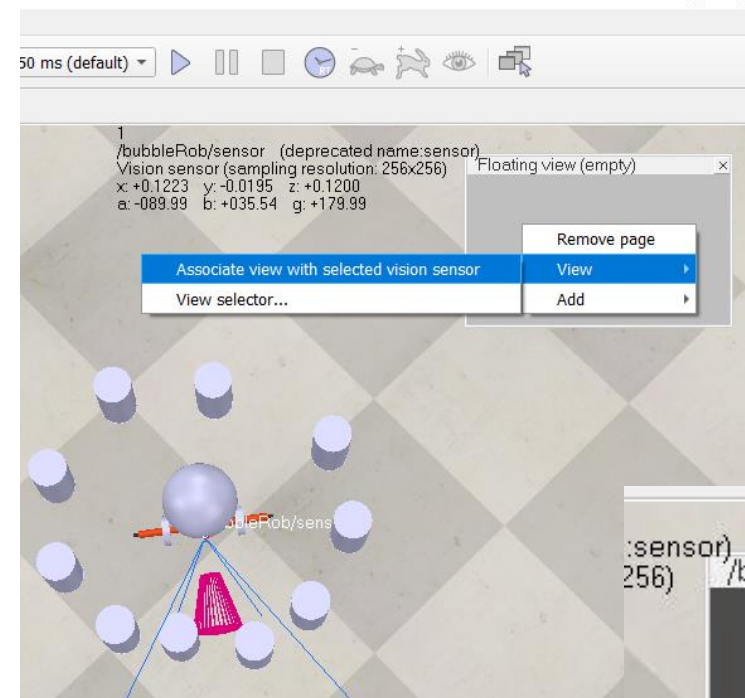 50 ms (default)
1
/bubbleRob/sensor (deprecated name:sensor)
Vision sensor (sampling resolution: 256x256)
x: +0.1223 y: -0.0195 z: +0.1200
a: -089.99 b: +035.54 g: +179.99
Floating view (empty)
Remove page
Associate view with selected vision sensor
View
View selector...
Add
bbleRob/sens
:sensor)
256)
/b